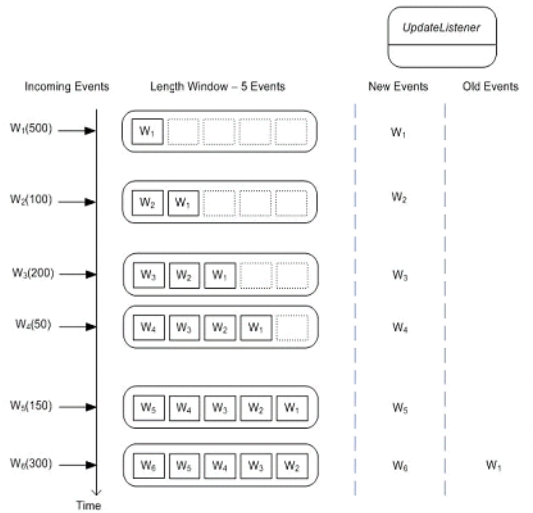 UpdateListener
Incoming Events Length Window – 5 Events New Events Old Events
W₁(500) W₁ W₁
W₂(100) W₂ W₁ W₂
W₃(200) W₃ W₂ W₁ W₃
W₄(50) W₄ W₃ W₂ W₁ W₄
W₅(150) W₅ W₄ W₃ W₂ W₁ W₅
W₆(300) W₆ W₅ W₄ W₃ W₂ W₆ W₁
Time